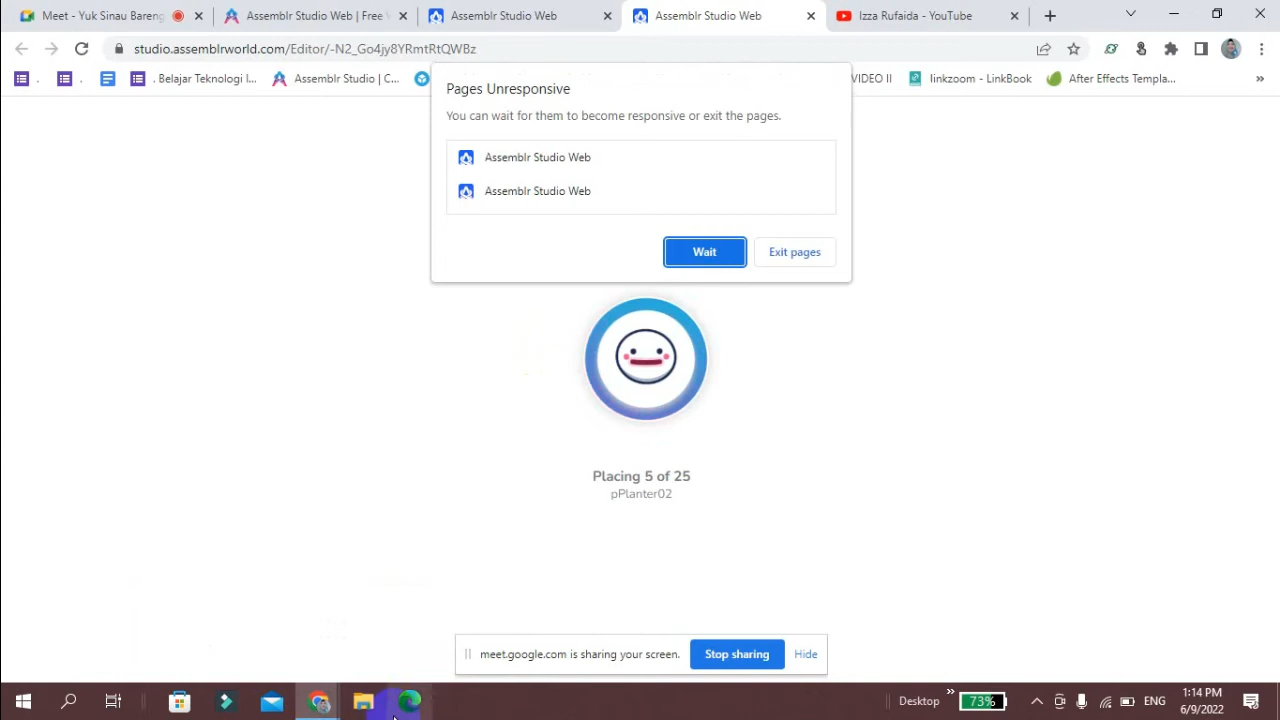 Meet - Yuk Sinau Bareng
Assemblr Studio Web | Free V
Assemblr Studio Web
Assemblr Studio Web
Izza Rufaida - YouTube
studio.assemblrworld.com/Editor/-N2_Go4jy8YRmtRtQWBz
.
.
. Belajar Teknologi I...
Assemblr Studio | C...
VIDEO II
linkzoom - LinkBook
After Effects Templa...
»
Pages Unresponsive
You can wait for them to become responsive or exit the pages.
Assemblr Studio Web
Assemblr Studio Web
Wait
Exit pages
Placing 5 of 25
pPlanter02
meet.google.com is sharing your screen.
Stop sharing
Hide
Desktop
»
73%
ENG
1:14 PM
6/9/2022